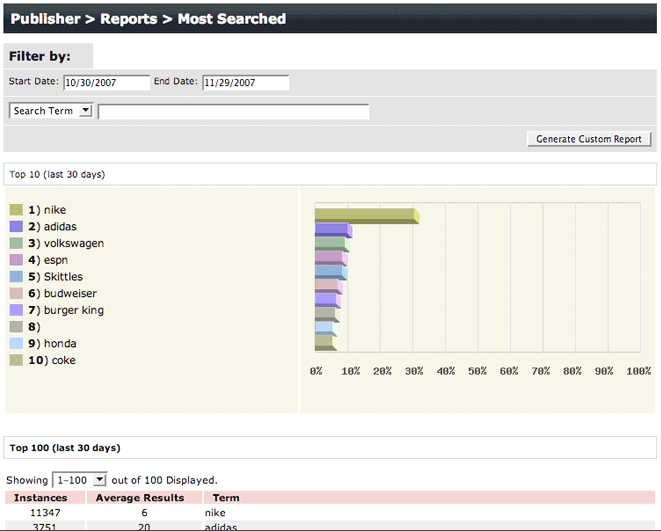 Publisher > Reports > Most Searched
Filter by:
Start Date: 10/30/2007 End Date: 11/29/2007
Search Term
Generate Custom Report
Top 10 (last 30 days)
1) nike
2) adidas
3) volkswagen
4) espn
5) Skittles
6) budweiser
7) burger king
8)
9) honda
10) coke
0% 10% 20% 30% 40% 50% 60% 70% 80% 90% 100%
Top 100 (last 30 days)
Showing 1-100 out of 100 Displayed.
Instances Average Results Term
11347 6 nike
3751 20 adidas